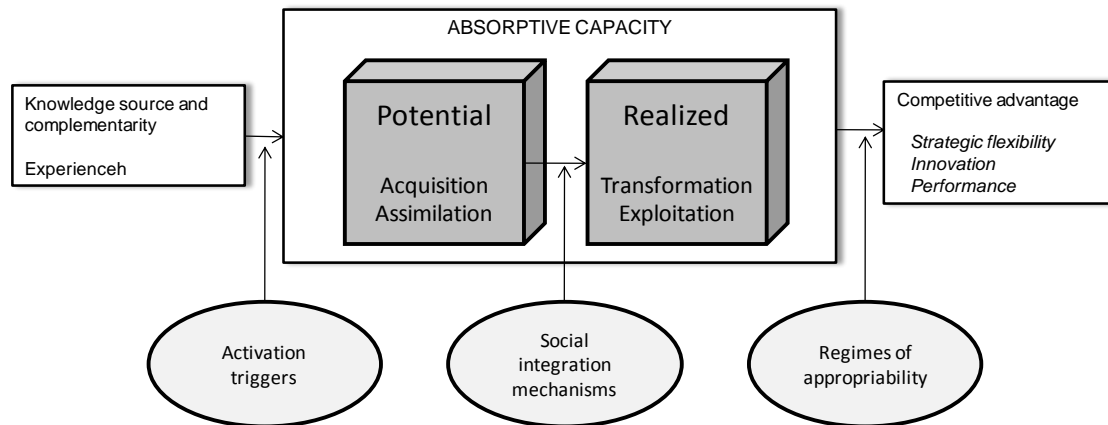 ABSORPTIVE CAPACITY
Knowledge source and
complementarity
Experienceh
Potential
Acquisition
Assimilation
Realized
Transformation
Exploitation
Competitive advantage
Strategic flexibility
Innovation
Performance
Activation
triggers
Social
integration
mechanisms
Regimes of
appropriability